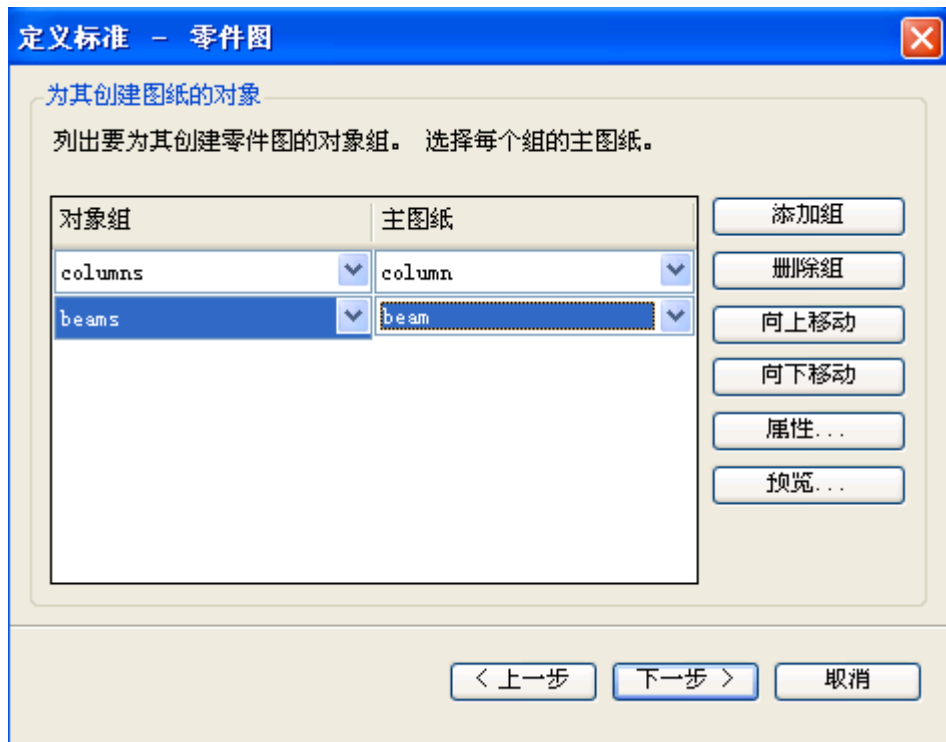 定义标准 － 零件图
为其创建图纸的对象
列出要为其创建零件图的对象组。 选择每个组的主图纸。
对象组 主图纸 添加组
columns column 删除组
beams beam 向上移动
向下移动
属性...
预览...
< 上一步 下一步 > 取消